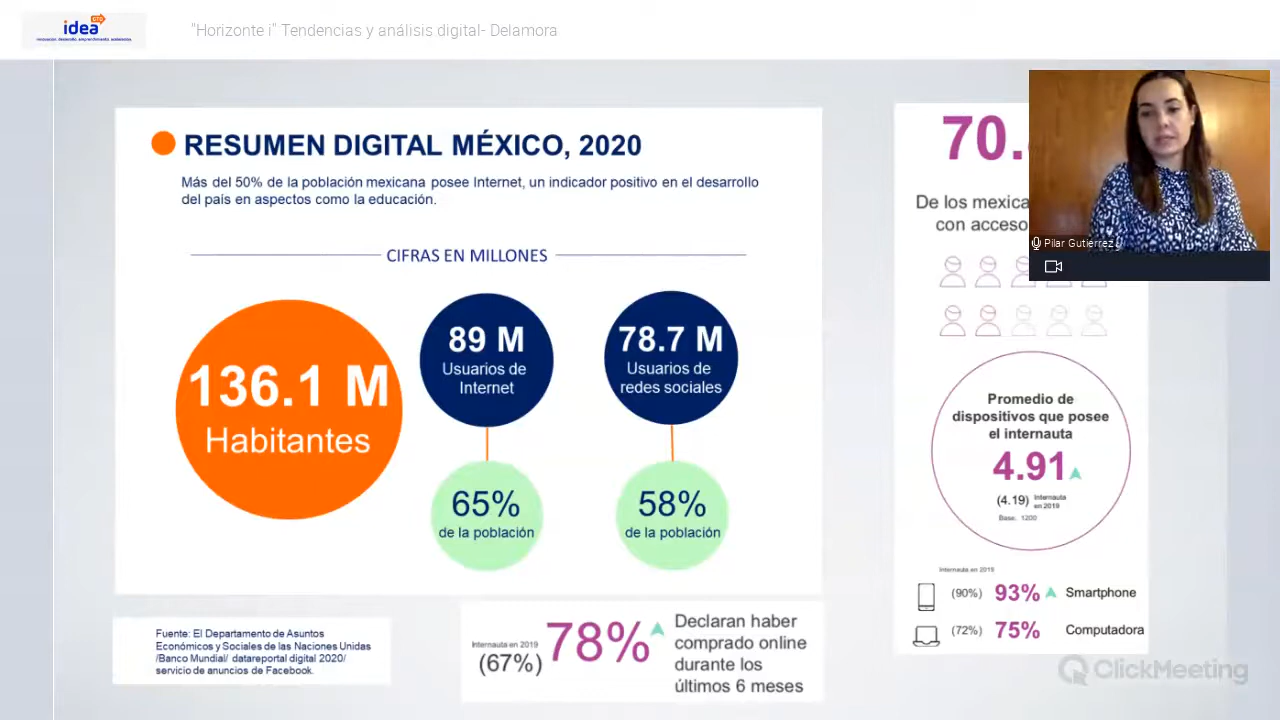 idea GTO
"Horizonte i" Tendencias y análisis digital- Delamora
RESUMEN DIGITAL MÉXICO, 2020
Más del 50% de la población mexicana posee Internet, un indicador positivo en el desarrollo
del país en aspectos como la educación.
CIFRAS EN MILLONES
136.1 M
Habitantes
89 M
Usuarios de
Internet
78.7 M
Usuarios de
redes sociales
65%
de la población
58%
de la población
Fuente: El Departamento de Asuntos
Económicos y Sociales de las Naciones Unidas
/Banco Mundial/ datareportal digital 2020/
servicio de anuncios de Facebook.
Internauta en 2019
(67%)
78%
Declaran haber
comprado online
durante los
últimos 6 meses
70.
De los mexica
con acceso
Pilar Gutierrez
Promedio de
dispositivos que posee
el internauta
4.91
(4.19)
Internauta
en 2019
Base. 1200
Internauta en 2019
(90%) 93% Smartphone
(72%) 75% Computadora
ClickMeeting